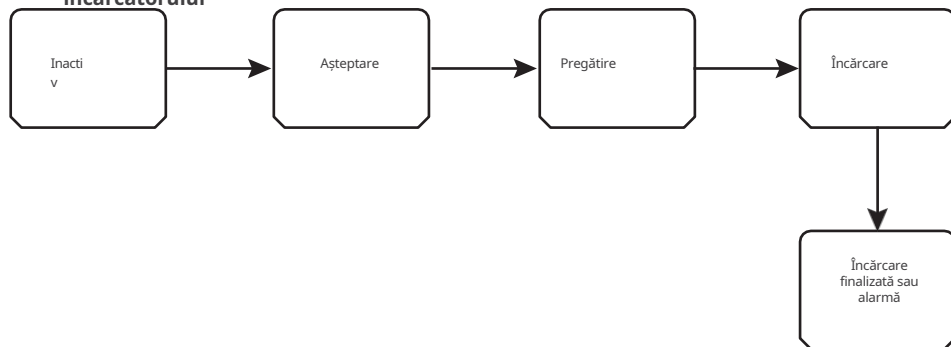 încărcătorului
Inacti
v
Așteptare
Pregătire
Încărcare
Încărcare
finalizată sau
alarmă